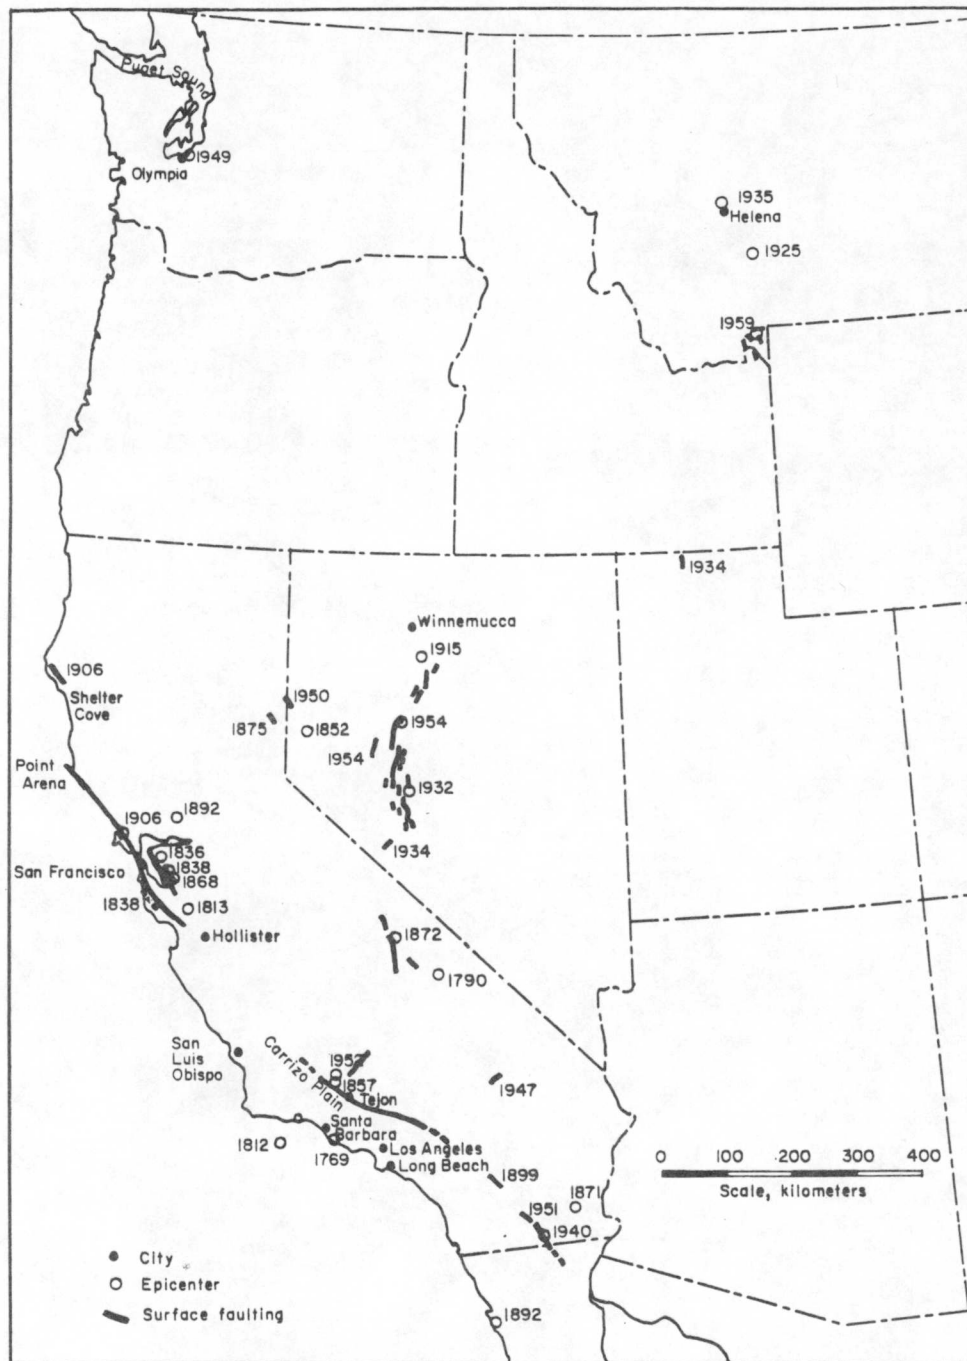 Puget Sound
1949
Olympia
1935
Helena
1925
1959
1934
Winnemucca
1915
1906
Shelter
Cove
1950
1875
1852
1954
1954
Point
Arena
1932
1892
1906
1934
1836
1838
San Francisco
1868
1838
1813
Hollister
1872
1790
San
Luis
Obispo
Carrizo Plain
1952
1857
Tejon
1947
Santa
Barbara
1812
1769
Los Angeles
Long Beach
0 100 200 300 400
Scale, kilometers
1899
1871
1951
1940
City
Epicenter
Surface faulting
1892